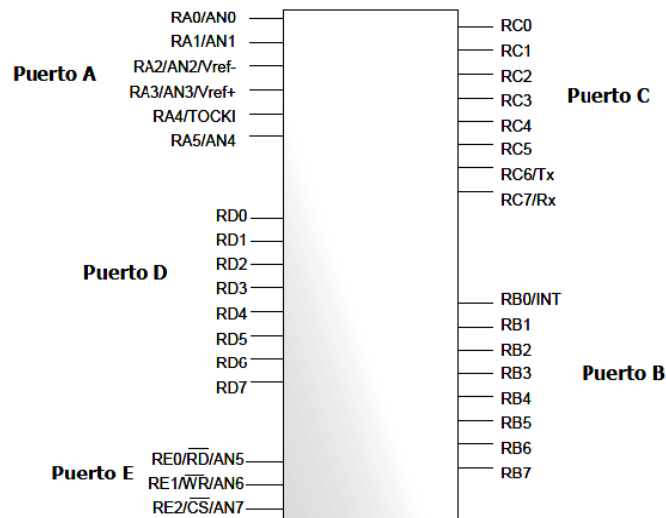 Puerto A
RA0/AN0
RA1/AN1
RA2/AN2/Vref-
RA3/AN3/Vref+
RA4/TOCKI
RA5/AN4
Puerto D
RD0
RD1
RD2
RD3
RD4
RD5
RD6
RD7
Puerto E
RE0/RD/AN5
RE1/WR/AN6
RE2/CS/AN7
RC0
RC1
RC2
RC3
RC4
RC5
RC6/Tx
RC7/Rx
Puerto C
RB0/INT
RB1
RB2
RB3
RB4
RB5
RB6
RB7
Puerto B